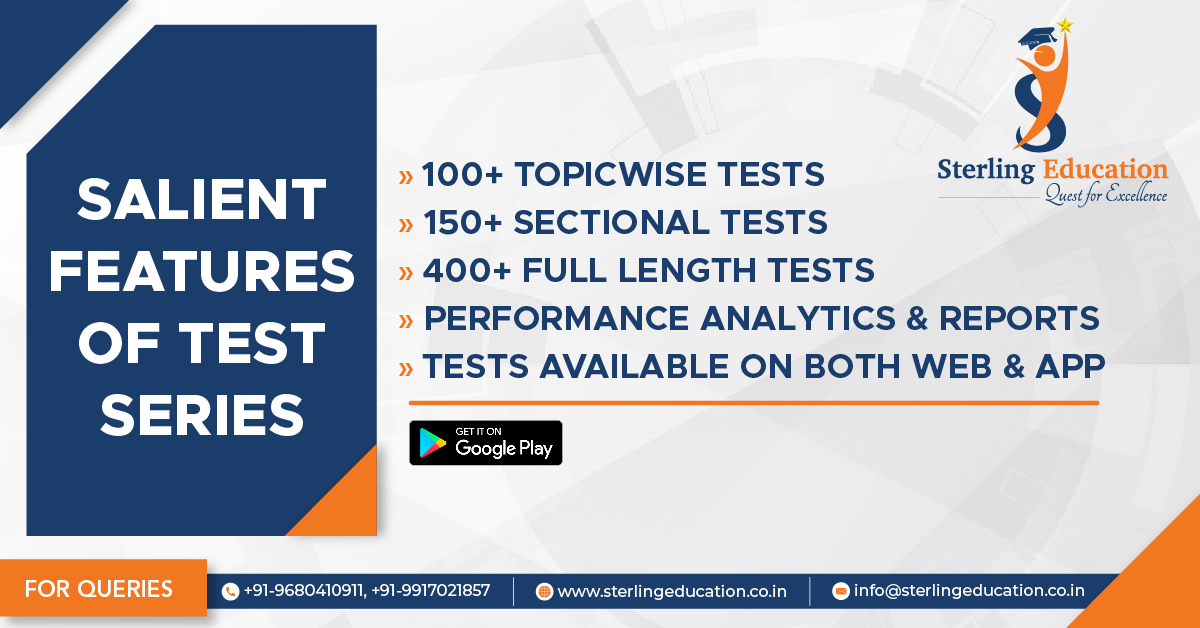 SALIENT
FEATURES
OF TEST
SERIES
» 100+ TOPICWISE TESTS
» 150+ SECTIONAL TESTS
» 400+ FULL LENGTH TESTS
» PERFORMANCE ANALYTICS & REPORTS
» TESTS AVAILABLE ON BOTH WEB & APP
GET IT ON
Google Play
Sterling Education
Quest for Excellence
FOR QUERIES
+91-9680410911, +91-9917021857
www.sterlingeducation.co.in
info@sterlingeducation.co.in